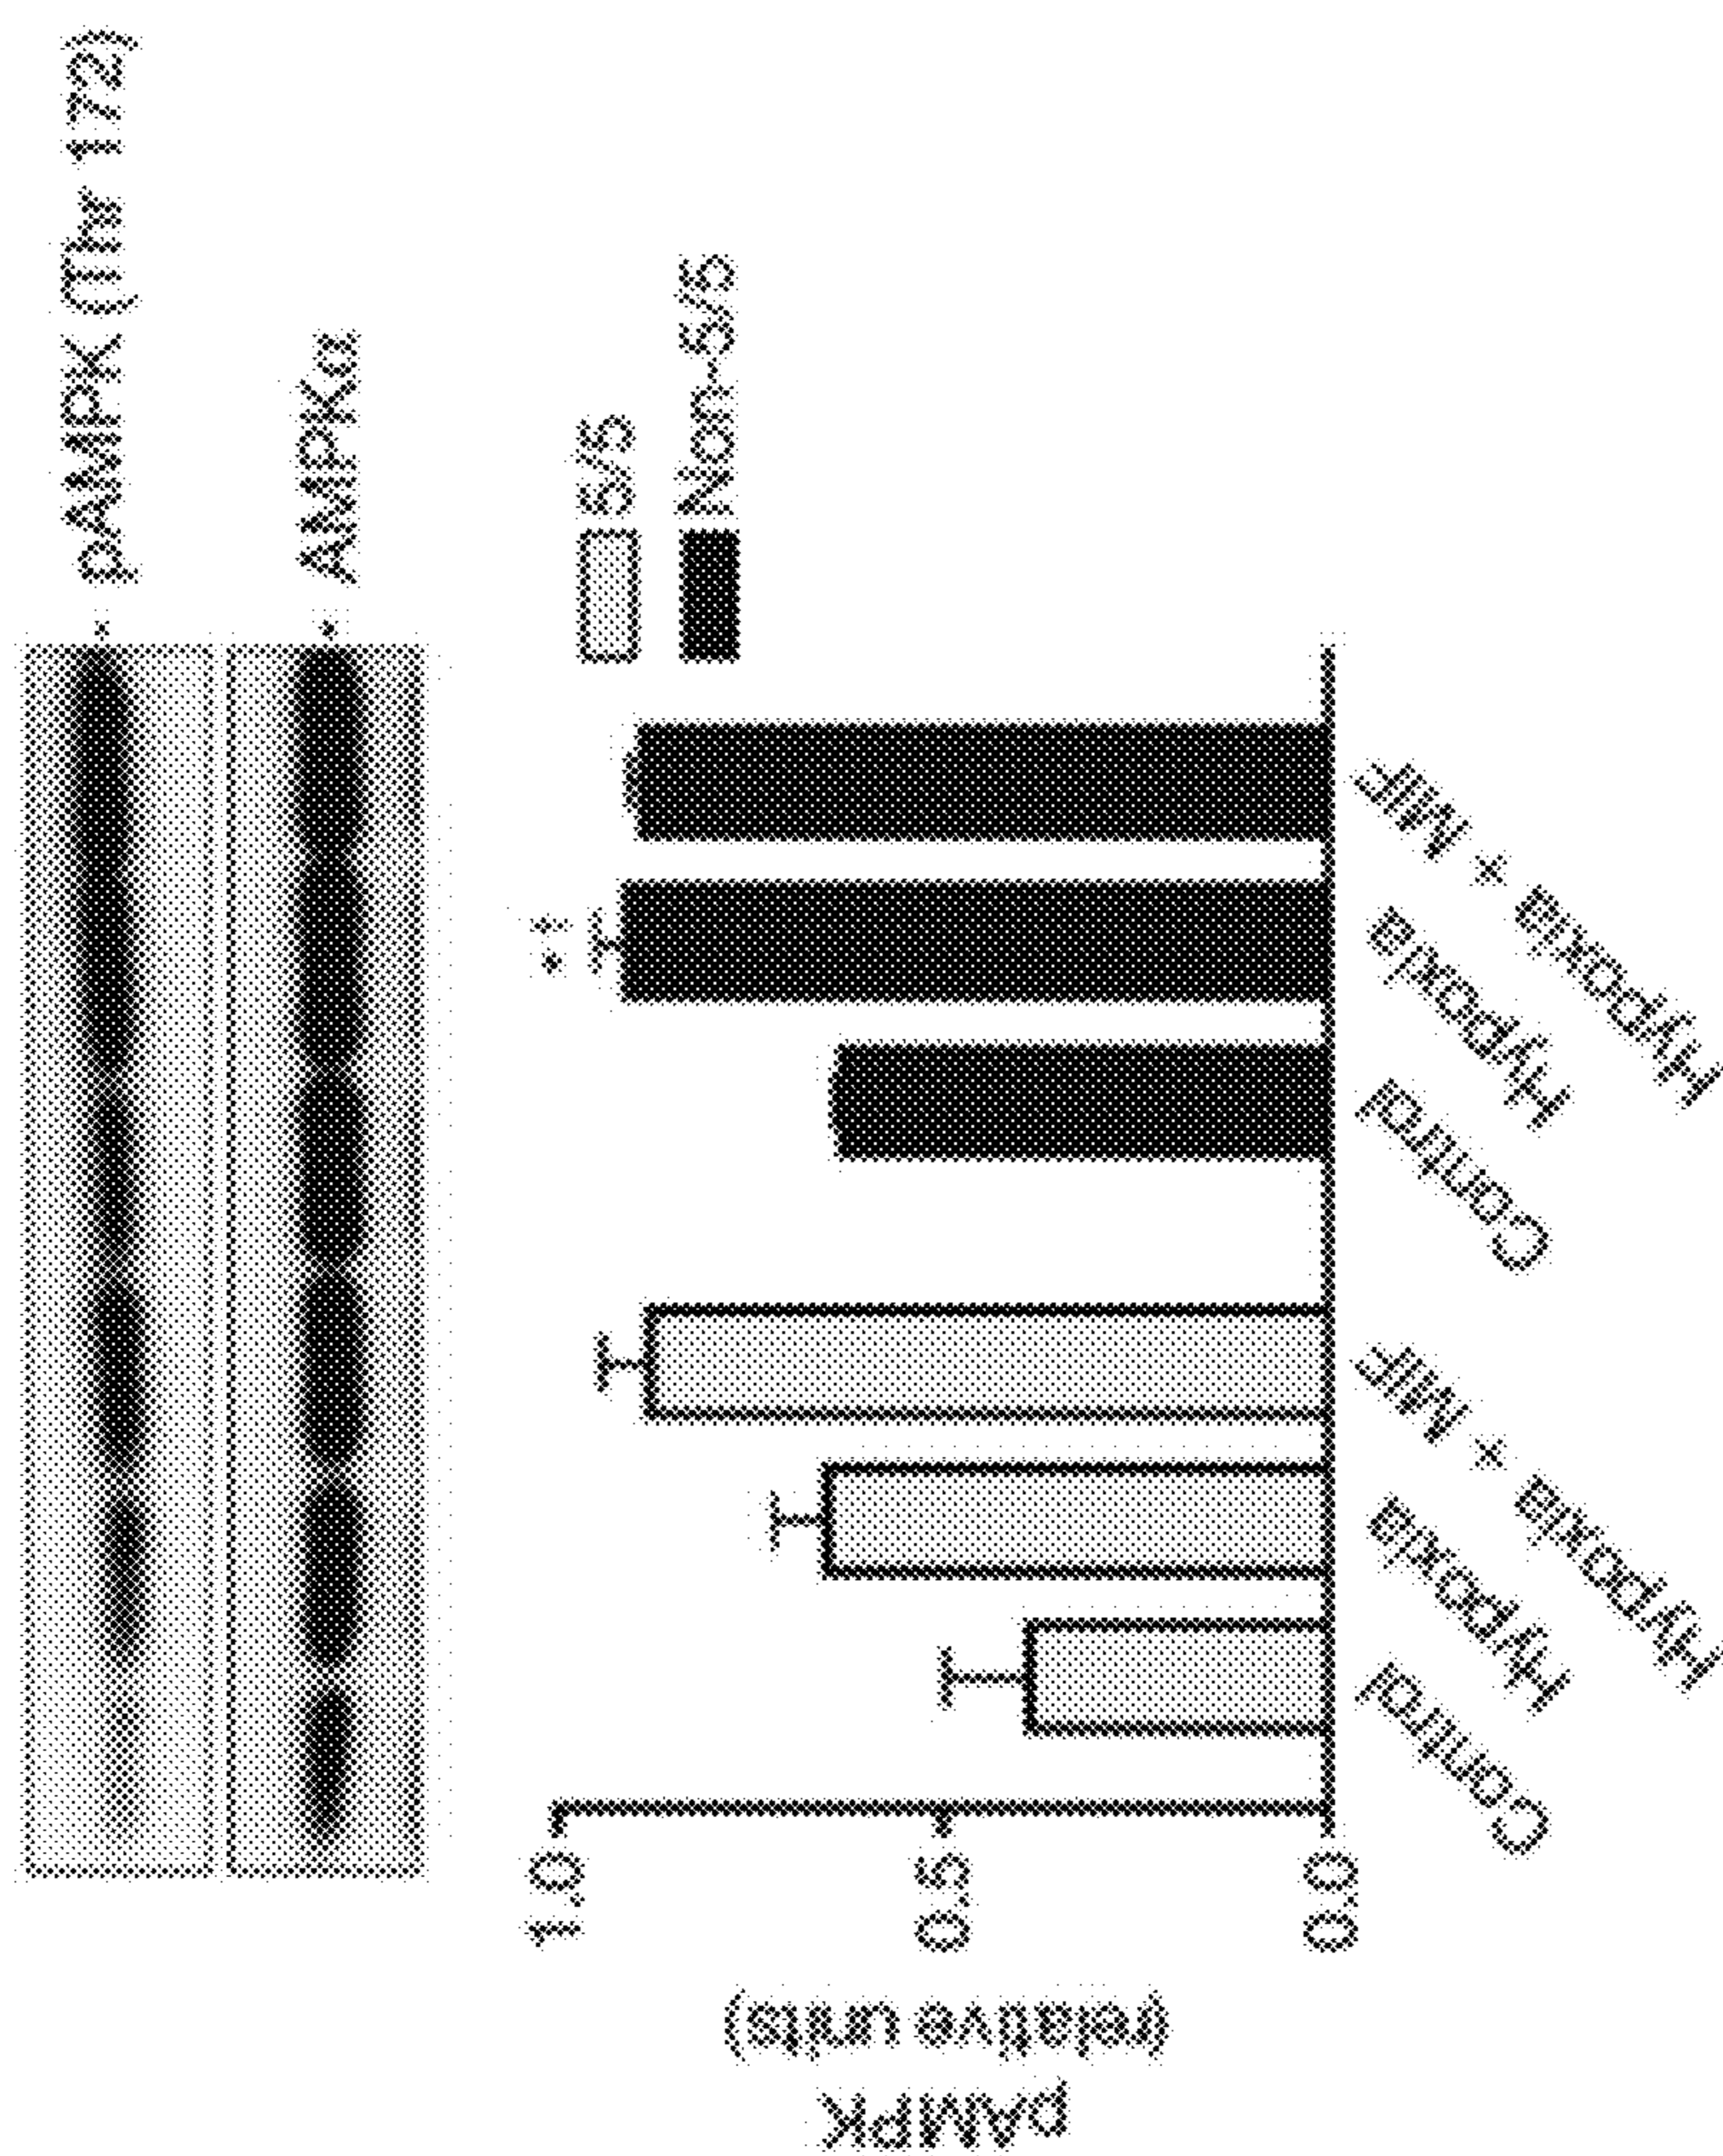 pAMPK (Thr 172)
AMPKα
5/5
Non-5/5
pAMPK
(relative units)
1.0
0.5
0.0
Control
Hypoxia
Hypoxia + MIF
Control
Hypoxia
Hypoxia + MIF